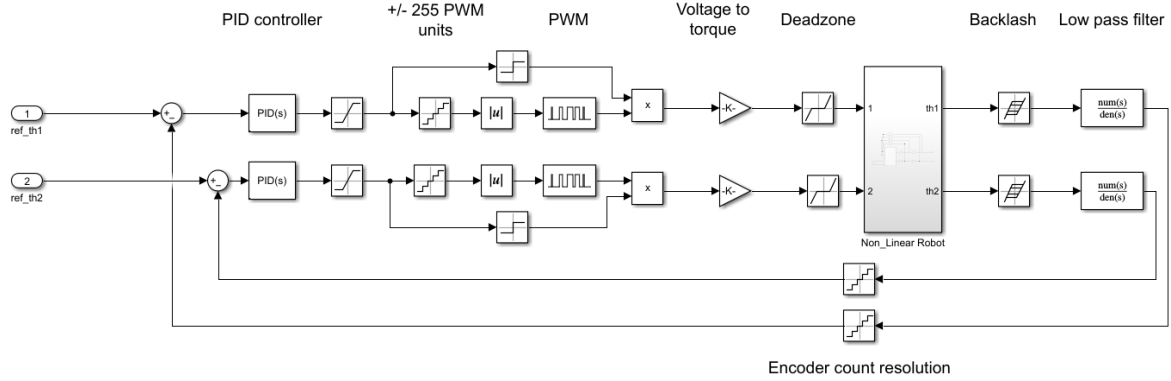 PID controller
+/- 255 PWM
units
PWM
Voltage to
torque
Deadzone
Backlash
Low pass filter
1
ref_th1
+
-
PID(s)
|u|
x
-K-
1
th1
num(s)
den(s)
2
ref_th2
+
-
PID(s)
|u|
x
-K-
2
th2
num(s)
den(s)
Non_Linear Robot
Encoder count resolution